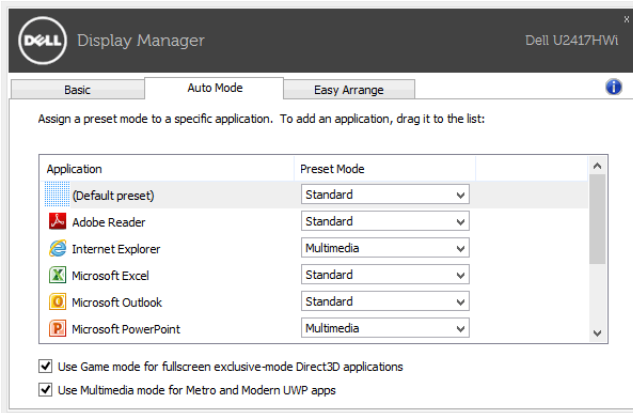 DELL Display Manager Dell U2417HWi
Basic Auto Mode Easy Arrange
Assign a preset mode to a specific application. To add an application, drag it to the list:
Application Preset Mode
(Default preset) Standard
Adobe Reader Standard
Internet Explorer Multimedia
Microsoft Excel Standard
Microsoft Outlook Standard
Microsoft PowerPoint Multimedia
Use Game mode for fullscreen exclusive-mode Direct3D applications
Use Multimedia mode for Metro and Modern UWP apps